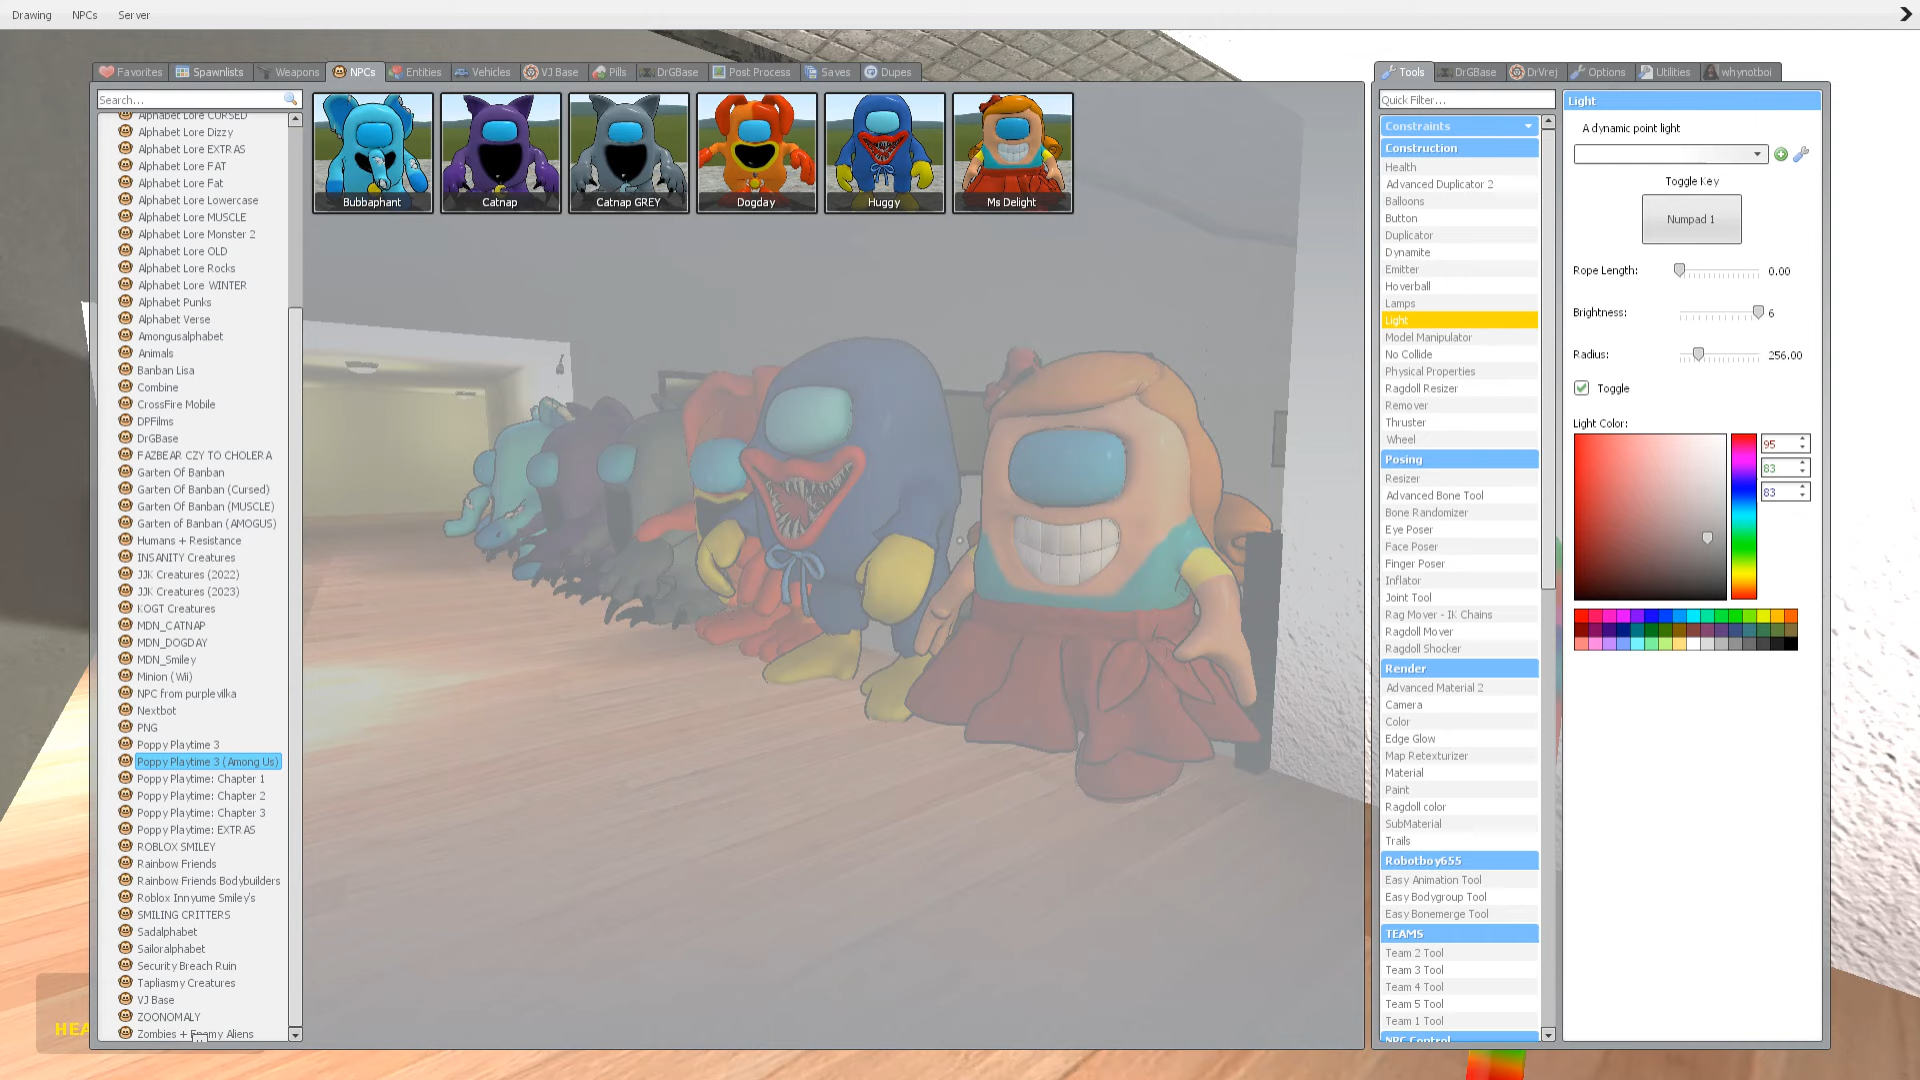 Drawing NPCs Server
Favorites Spawnlists Weapons NPCs Entities Vehicles VJ Base Pills DrGBase Post Process Saves Dupes
Search...
Alphabet Lore CURSED
Alphabet Lore Dizzy
Alphabet Lore EXTRAS
Alphabet Lore FAT
Alphabet Lore Fat
Alphabet Lore Lowercase
Alphabet Lore MUSCLE
Alphabet Lore Monster 2
Alphabet Lore OLD
Alphabet Lore Rocks
Alphabet Lore WINTER
Alphabet Punks
Alphabet Verse
Amongusalphabet
Animals
Banban Lisa
Combine
CrossFire Mobile
DPFilms
DrGBase
FAZBEAR CZY TO CHOLERA
Garten Of Banban
Garten Of Banban (Cursed)
Garten Of Banban (MUSCLE)
Garten of Banban (AMOGUS)
Humans + Resistance
INSANITY Creatures
JJK Creatures (2022)
JJK Creatures (2023)
KOGT Creatures
MDN_CATNAP
MDN_DOGDAY
MDN_Smiley
Minion (Wii)
NPC from purplevilka
Nextbot
PNG
Poppy Playtime 3
Poppy Playtime 3 (Among Us)
Poppy Playtime: Chapter 1
Poppy Playtime: Chapter 2
Poppy Playtime: Chapter 3
Poppy Playtime: EXTRAS
ROBLOX SMILEY
Rainbow Friends
Rainbow Friends Bodybuilders
Roblox Innyume Smiley's
SMILING CRITTERS
Sadalphabet
Sailoralphabet
Security Breach Ruin
Tapliasmy Creatures
VJ Base
ZOONOMALY
Zombies + Enemy Aliens
HEA
Bubbaphant Catnap Catnap GREY Dogday Huggy Ms Delight
Tools DrGBase DrVrej Options Utilities whynotboi
Quick Filter...
Constraints
Construction
Health
Advanced Duplicator 2
Balloons
Button
Duplicator
Dynamite
Emitter
Hoverball
Lamps
Light
Model Manipulator
No Collide
Physical Properties
Ragdoll Resizer
Remover
Thruster
Wheel
Posing
Resizer
Advanced Bone Tool
Bone Randomizer
Eye Poser
Face Poser
Finger Poser
Inflator
Joint Tool
Rag Mover - IK Chains
Ragdoll Mover
Ragdoll Shocker
Render
Advanced Material 2
Camera
Color
Edge Glow
Map Retexturizer
Material
Paint
Ragdoll color
SubMaterial
Trails
Robotboy655
Easy Animation Tool
Easy Bodygroup Tool
Easy Bonemerge Tool
TEAMS
Team 2 Tool
Team 3 Tool
Team 4 Tool
Team 5 Tool
Team 1 Tool
NPC Control
Light
A dynamic point light
Toggle Key
Numpad 1
Rope Length: 0.00
Brightness: 6
Radius: 256.00
Toggle
Light Color:
95
83
83